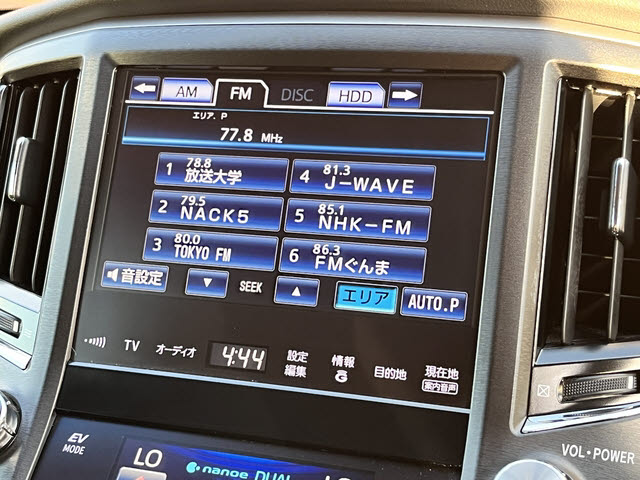 AM FM DISC HDD
エリア. P
77.8 MHz
1 78.8 放送大学
4 81.3 J-WAVE
2 79.5 NACK5
5 85.1 NHK-FM
3 80.0 TOKYO FM
6 86.3 FMぐんま
音設定 SEEK エリア AUTO.P
TV オーディオ 4:44 設定編集 情報 G 目的地 現在地 案内音声
EV MODE
LO nanoe DUAL LO
VOL・POWER